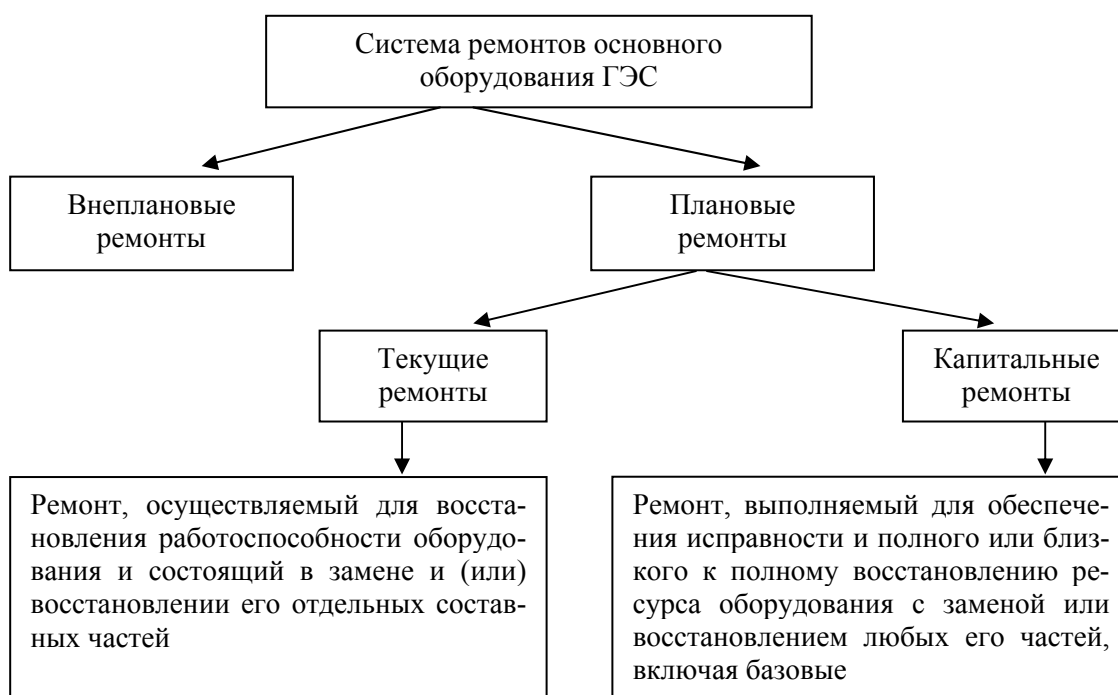 Система ремонтов основного
оборудования ГЭС
Внеплановые
ремонты
Плановые
ремонты
Текущие
ремонты
Капитальные
ремонты
Ремонт, осуществляемый для восста-
новления работоспособности оборудо-
вания и состоящий в замене и (или)
восстановлении его отдельных состав-
ных частей
Ремонт, выполняемый для обеспече-
ния исправности и полного или близ-
кого к полному восстановлению ре-
сурса оборудования с заменой или
восстановлением любых его частей,
включая базовые